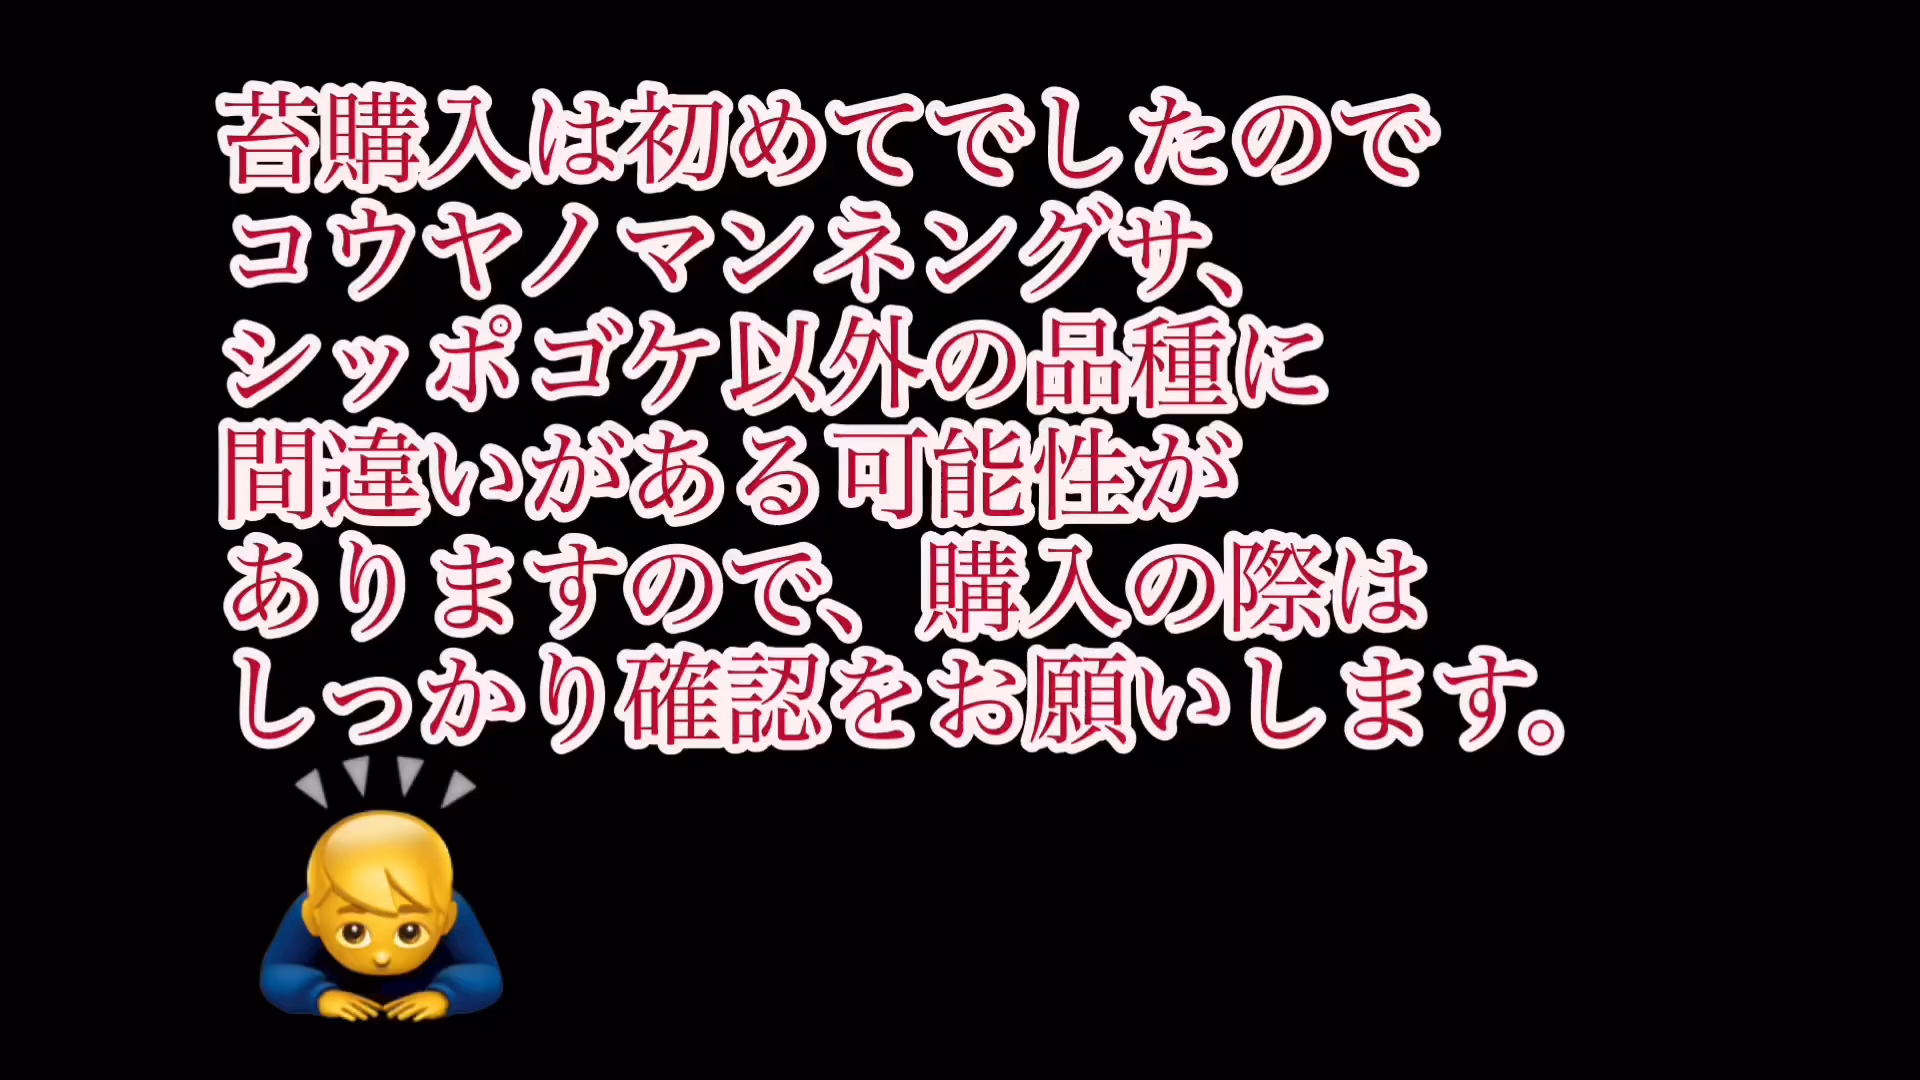 苔購入は初めてでしたので
コウヤノマンネングサ、
シッポゴケ以外の品種に
間違いがある可能性が
ありますので、購入の際は
しっかり確認をお願いします。